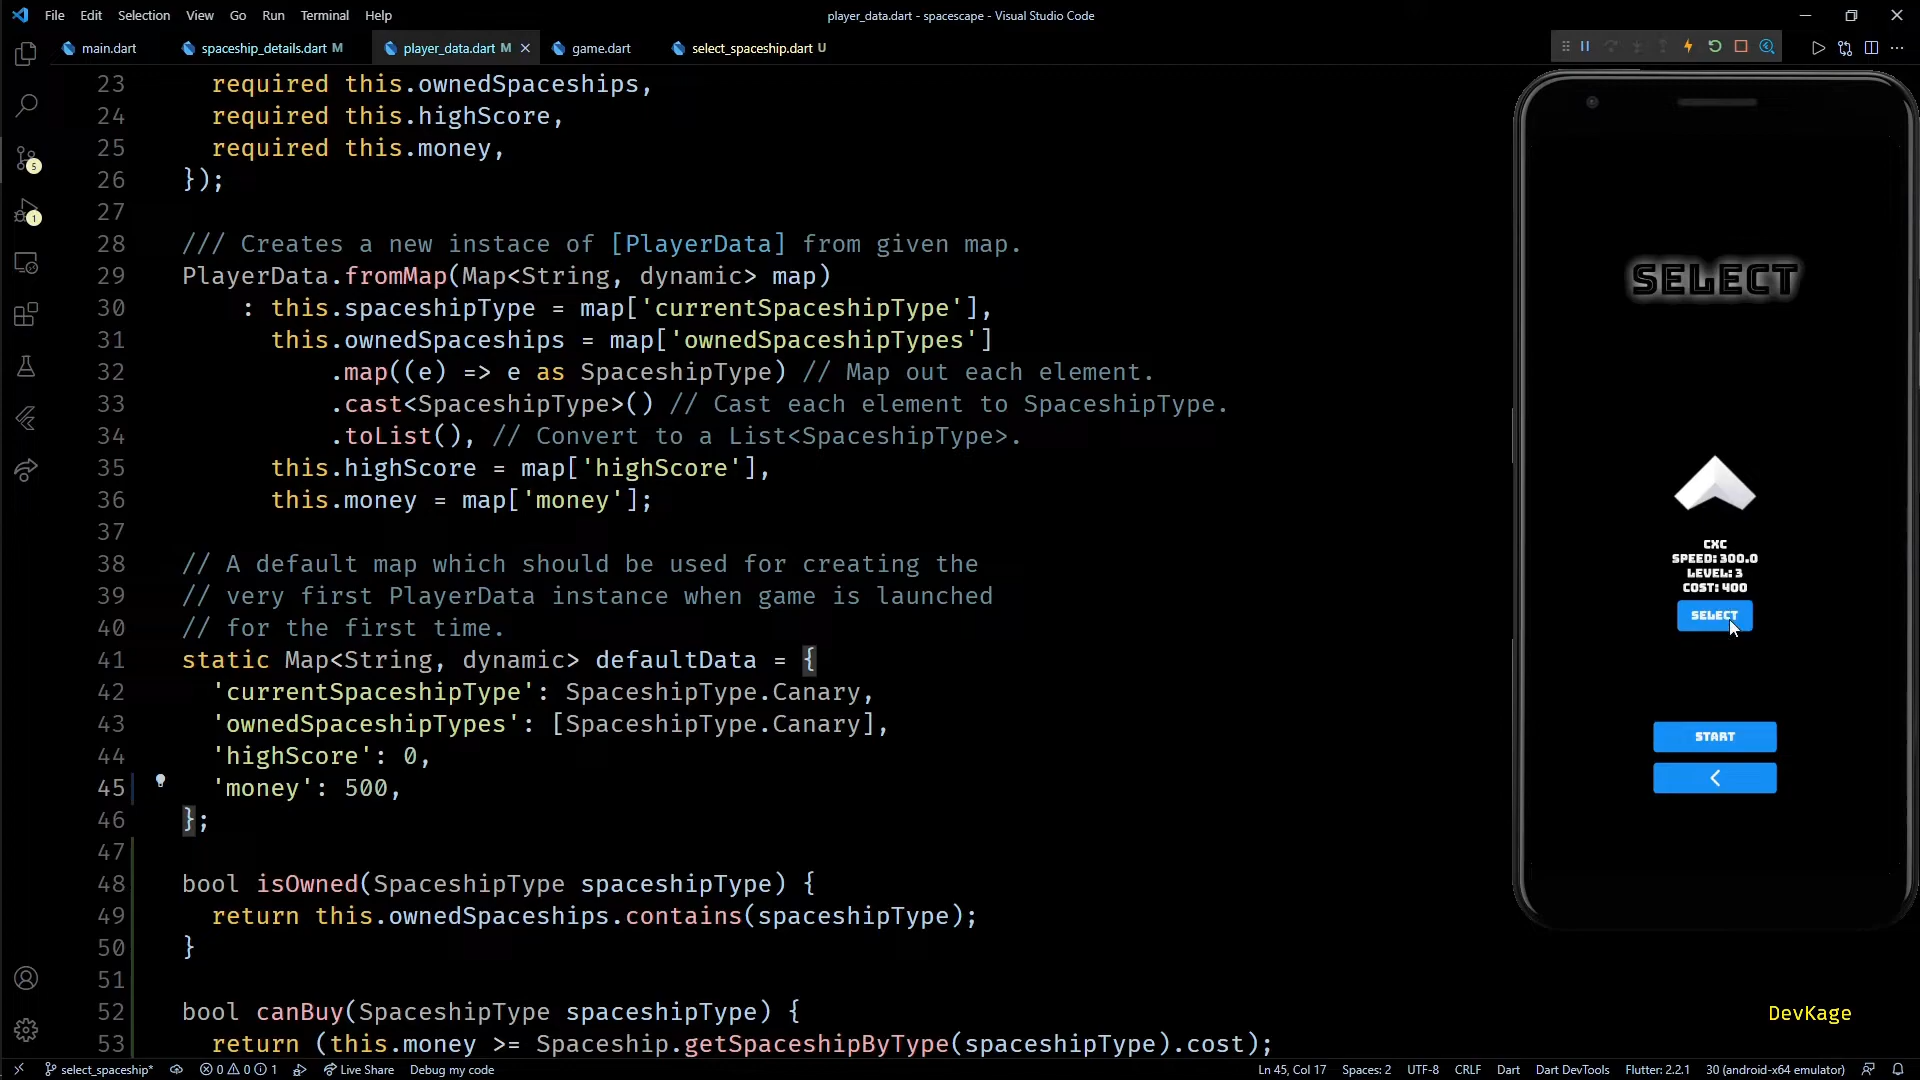 File Edit Selection View Go Run Terminal Help
player_data.dart - spacescape - Visual Studio Code
main.dart
spaceship_details.dart M
player_data.dart M
game.dart
select_spaceship.dart U
23 required this.ownedSpaceships,
24 required this.highScore,
25 required this.money,
26 });
27
28 /// Creates a new instace of [PlayerData] from given map.
29 PlayerData.fromMap(Map<String, dynamic> map)
30 : this.spaceshipType = map['currentSpaceshipType'],
31 this.ownedSpaceships = map['ownedSpaceshipTypes']
32 .map((e) => e as SpaceshipType) // Map out each element.
33 .cast<SpaceshipType>() // Cast each element to SpaceshipType.
34 .toList(), // Convert to a List<SpaceshipType>.
35 this.highScore = map['highScore'],
36 this.money = map['money'];
37
38 // A default map which should be used for creating the
39 // very first PlayerData instance when game is launched
40 // for the first time.
41 static Map<String, dynamic> defaultData = {
42 'currentSpaceshipType': SpaceshipType.Canary,
43 'ownedSpaceshipTypes': [SpaceshipType.Canary],
44 'highScore': 0,
45 'money': 500,
46 };
47
48 bool isOwned(SpaceshipType spaceshipType) {
49 return this.ownedSpaceships.contains(spaceshipType);
50 }
51
52 bool canBuy(SpaceshipType spaceshipType) {
53 return (this.money >= Spaceship.getSpaceshipByType(spaceshipType).cost);
5
1
SELECT
CXC
SPEED: 300.0
LEVEL: 3
COST: 400
SELECT
START
DevKage
select_spaceship* 0 0 1 Live Share Debug my code
Ln 45, Col 17 Spaces: 2 UTF-8 CRLF Dart Dart DevTools Flutter: 2.2.1 30 (android-x64 emulator)